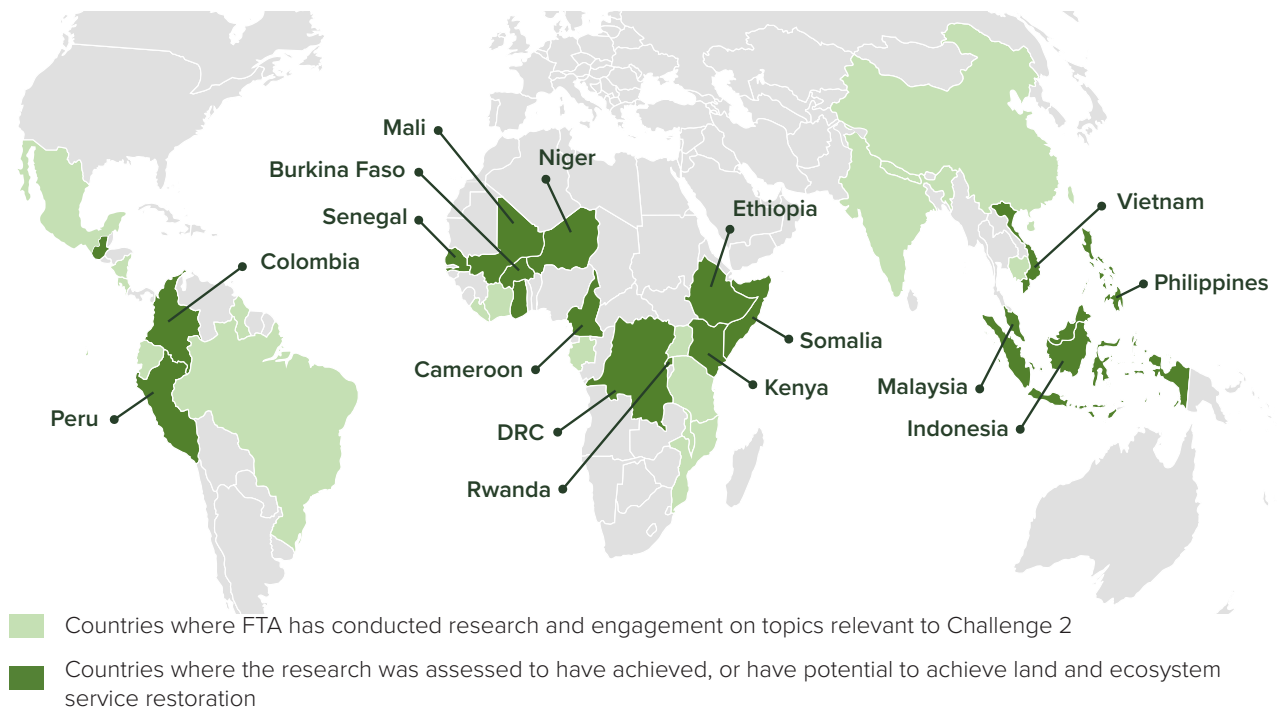 Mali
Niger
Burkina Faso
Vietnam
Ethiopia
Senegal
Colombia
Philippines
Somalia
Cameroon
Kenya
Malaysia
Peru
Indonesia
DRC
Rwanda
Countries where FTA has conducted research and engagement on topics relevant to Challenge 2
Countries where the research was assessed to have achieved, or have potential to achieve land and ecosystem
service restoration